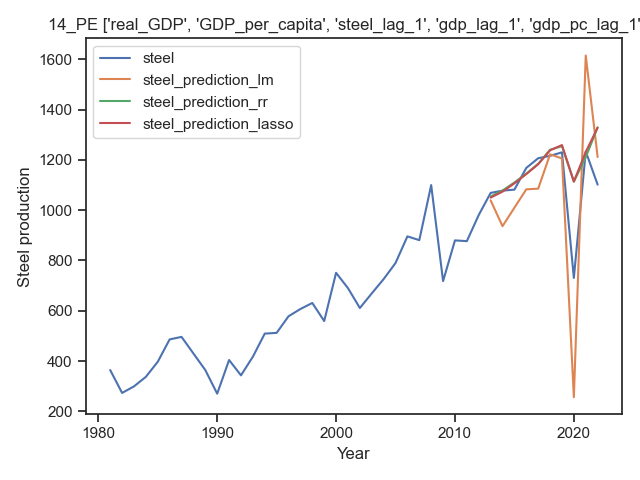 14_PE ['real_GDP', 'GDP_per_capita', 'steel_lag_1', 'gdp_lag_1', 'gdp_pc_lag_1'
steel
steel_prediction_lm
steel_prediction_rr
steel_prediction_lasso
Steel production
1600
1400
1200
1000
800
600
400
200
1980
1990
2000
2010
2020
Year